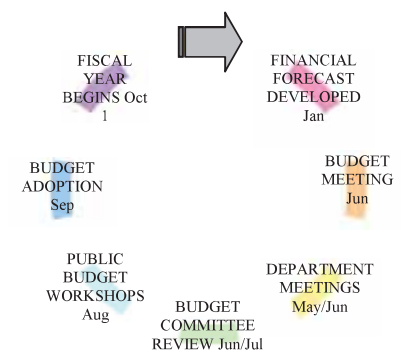 FISCAL
YEAR
BEGINS Oct
1
FINANCIAL
FORECAST
DEVELOPED
Jan
BUDGET
MEETING
Jun
DEPARTMENT
MEETINGS
May/Jun
BUDGET
COMMITTEE
REVIEW Jun/Jul
PUBLIC
BUDGET
WORKSHOPS
Aug
BUDGET
ADOPTION
Sep